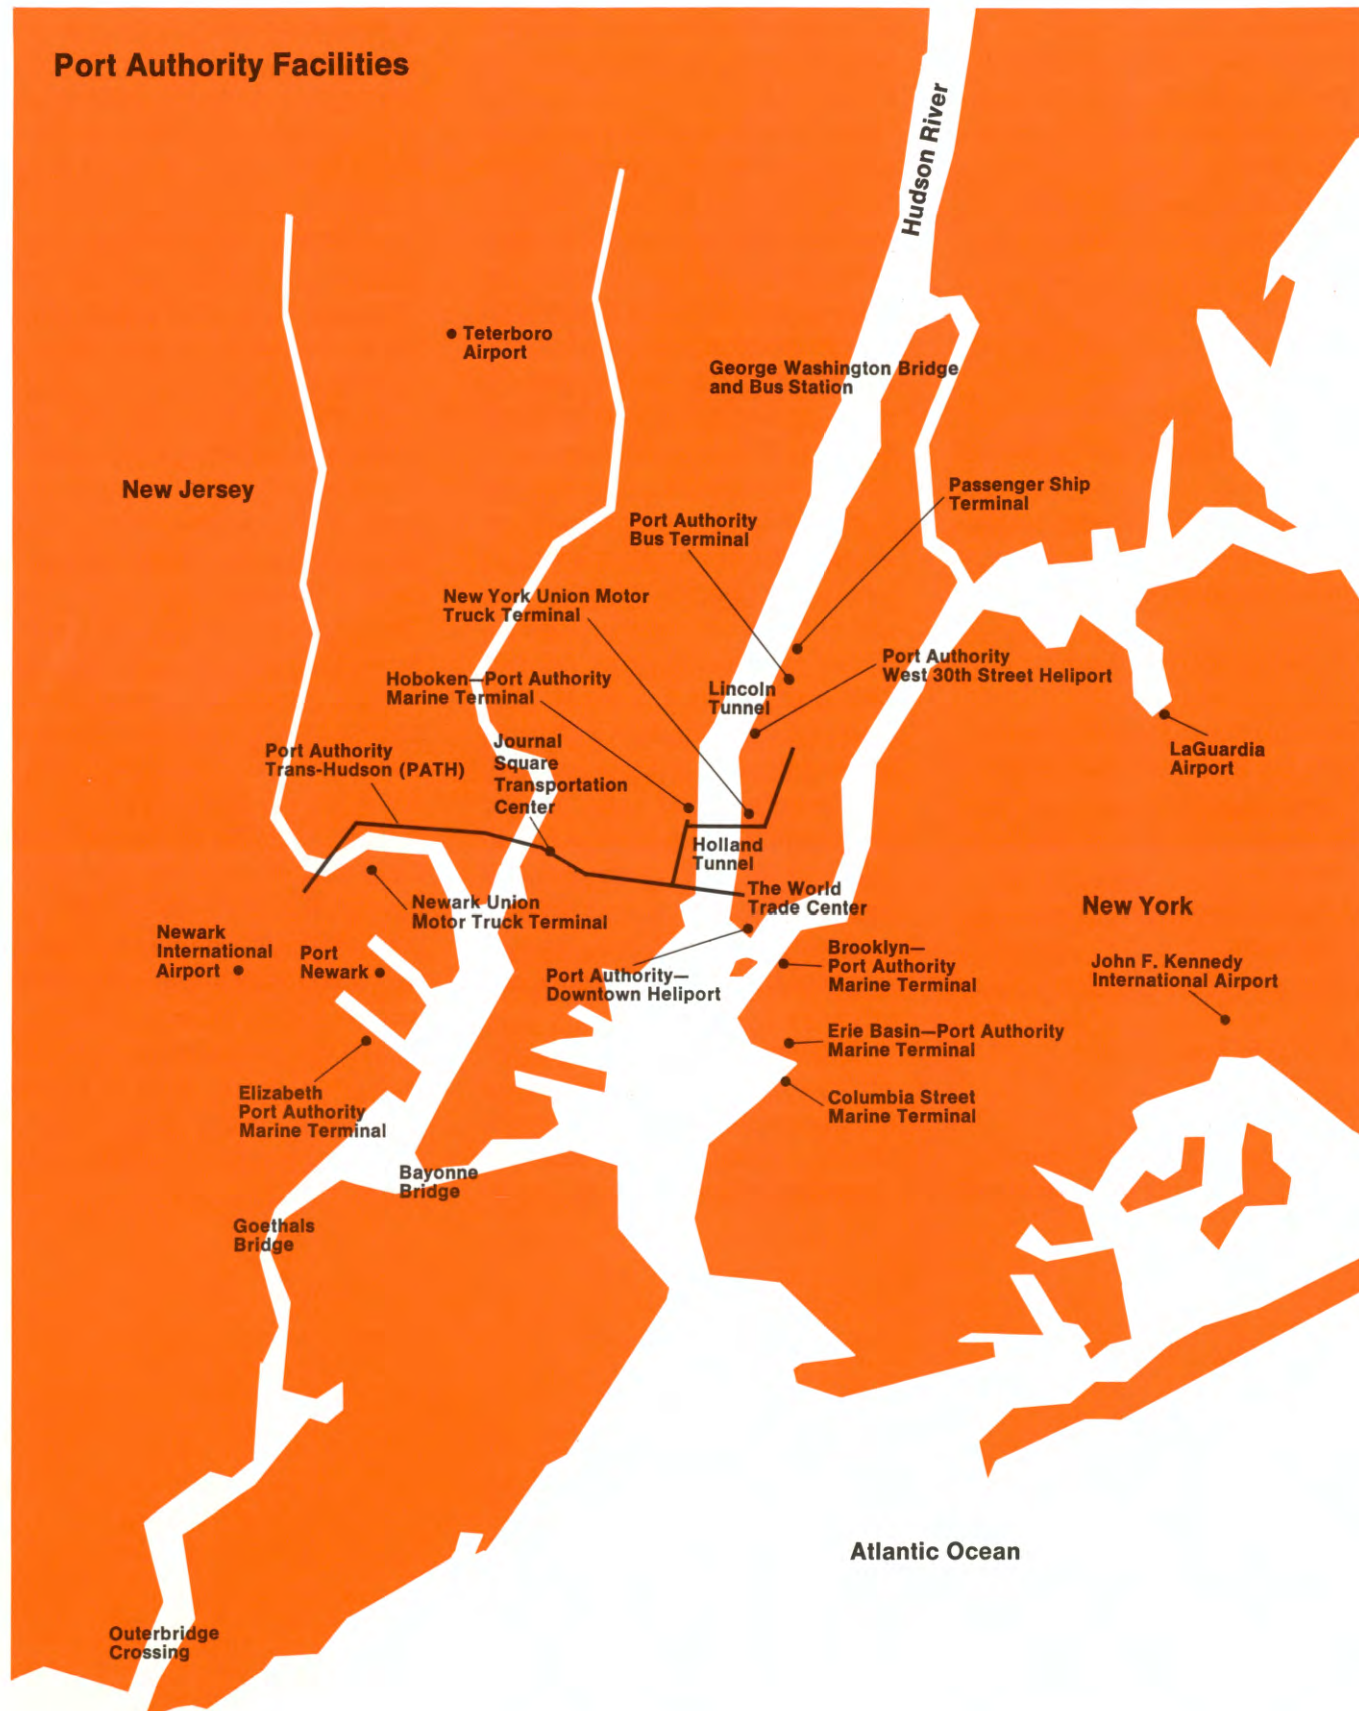 Port Authority Facilities
Hudson River
Teterboro
Airport
George Washington Bridge
and Bus Station
New Jersey
Passenger Ship
Terminal
Port Authority
Bus Terminal
New York Union Motor
Truck Terminal
Port Authority
West 30th Street Heliport
Hoboken—Port Authority
Marine Terminal
Lincoln
Tunnel
LaGuardia
Airport
Port Authority
Trans-Hudson (PATH)
Journal
Square
Transportation
Center
Holland
Tunnel
The World
Trade Center
Newark Union
Motor Truck Terminal
New York
Newark
International
Airport
Port
Newark
Port Authority—
Downtown Heliport
Brooklyn—
Port Authority
Marine Terminal
John F. Kennedy
International Airport
Erie Basin—Port Authority
Marine Terminal
Elizabeth
Port Authority
Marine Terminal
Columbia Street
Marine Terminal
Bayonne
Bridge
Goethals
Bridge
Atlantic Ocean
Outerbridge
Crossing